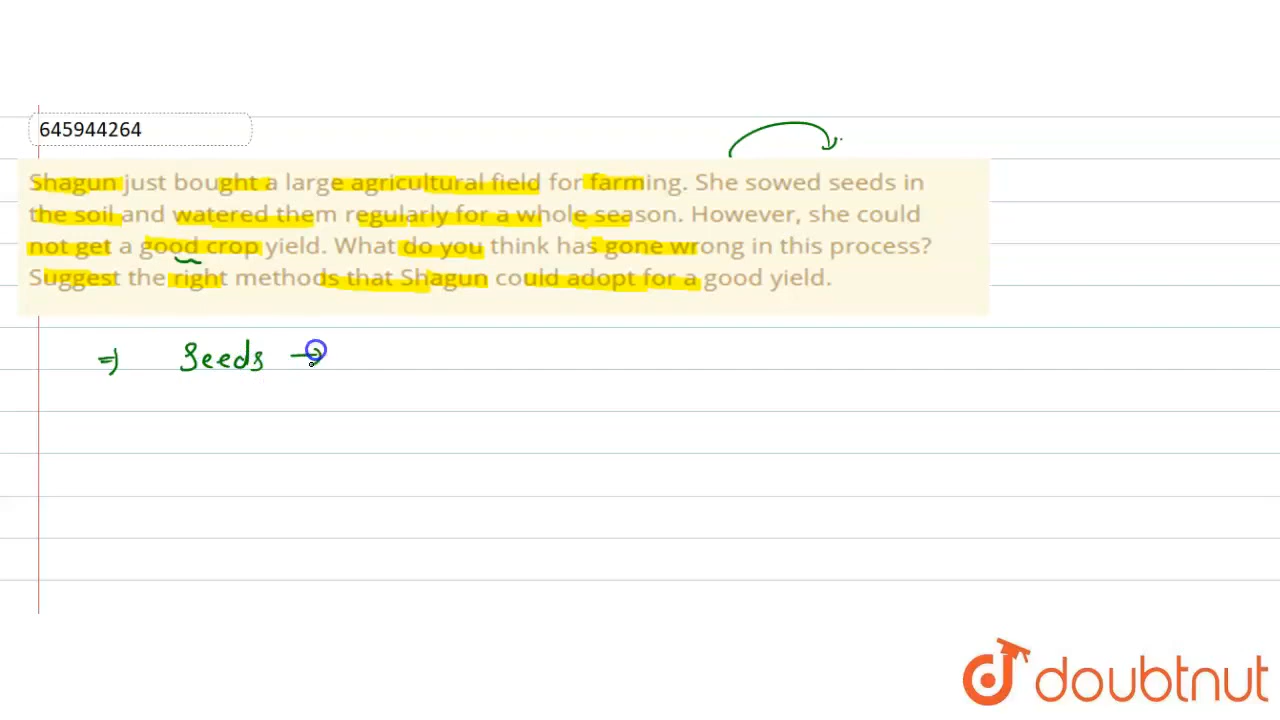 645944264
Shagun just bought a large agricultural field for farming. She sowed seeds in
the soil and watered them regularly for a whole season. However, she could
not get a good crop yield. What do you think has gone wrong in this process?
Suggest the right methods that Shagun could adopt for a good yield.
⇒ Seeds →
doubtnut